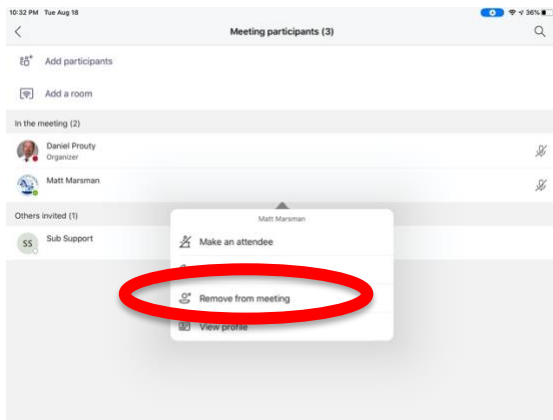 10:32 PM Tue Aug 18
36%
Meeting participants (3)
Add participants
Add a room
In the meeting (2)
Daniel Prouty
Organizer
Matt Marsman
Others invited (1)
SS
Sub Support
Matt Marsman
Make an attendee
Remove from meeting
View profile